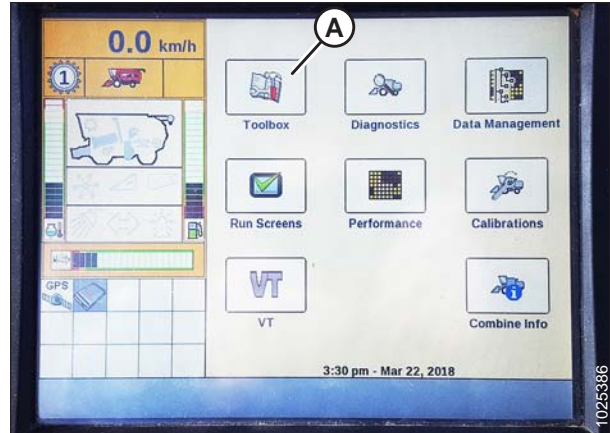 A
0.0 km/h
1
Toolbox
Diagnostics
Data Management
Run Screens
Performance
Calibrations
GPS
VT
VT
Combine Info
3:30 pm - Mar 22, 2018
1025386